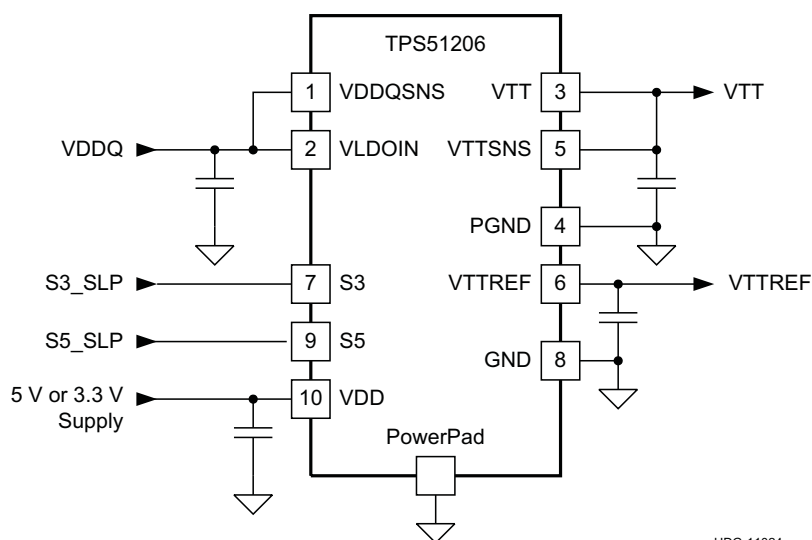 TPS51206
1 VDDQSNS VTT 3 VTT
VDDQ 2 VLDOIN VTTSNS 5
PGND 4
S3_SLP 7 S3 VTTREF 6 VTTREF
S5_SLP 9 S5
GND 8
5 V or 3.3 V
Supply
10 VDD
PowerPad